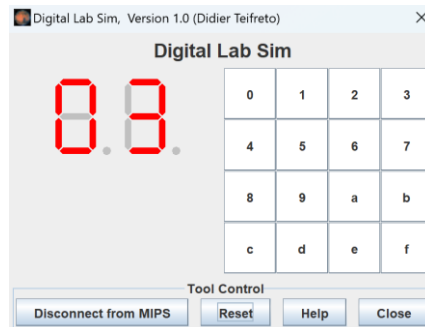 Digital Lab Sim, Version 1.0 (Didier Teifreto)
Digital Lab Sim
03
0 1 2 3
4 5 6 7
8 9 a b
c d e f
Tool Control
Disconnect from MIPS Reset Help Close